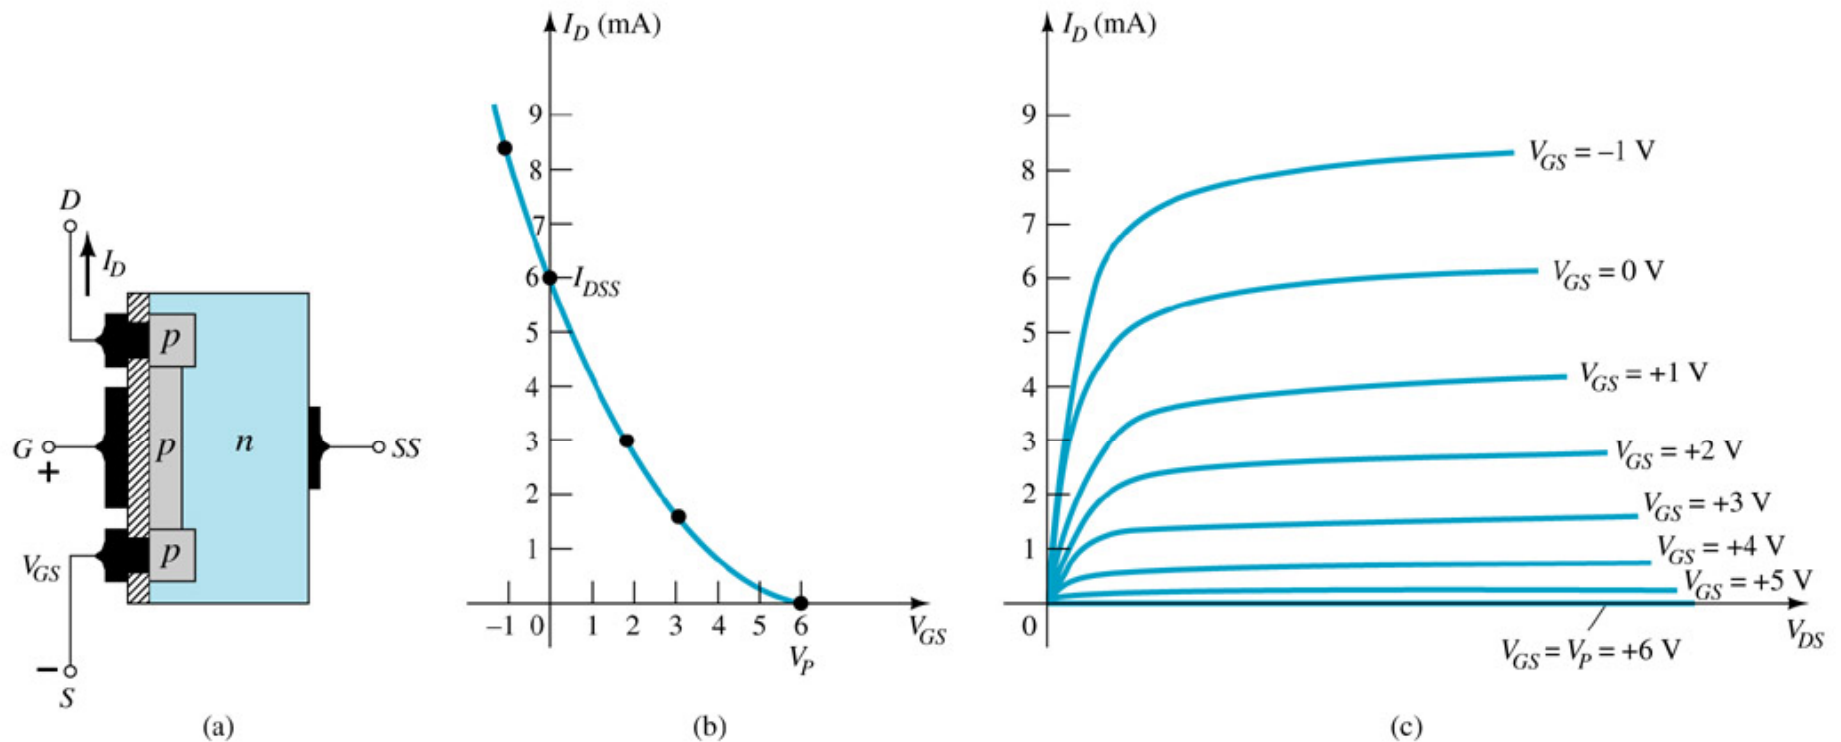 D
I_D
p
G
+
p
n
SS
V_GS
p
−
S
(a)
I_D (mA)
9
8
7
6
I_DSS
5
4
3
2
1
−1 0 1 2 3 4 5 6
V_GS
V_P
(b)
I_D (mA)
9
8
7
6
5
4
3
2
1
0
V_GS = −1 V
V_GS = 0 V
V_GS = +1 V
V_GS = +2 V
V_GS = +3 V
V_GS = +4 V
V_GS = +5 V
V_DS
V_GS = V_P = +6 V
(c)